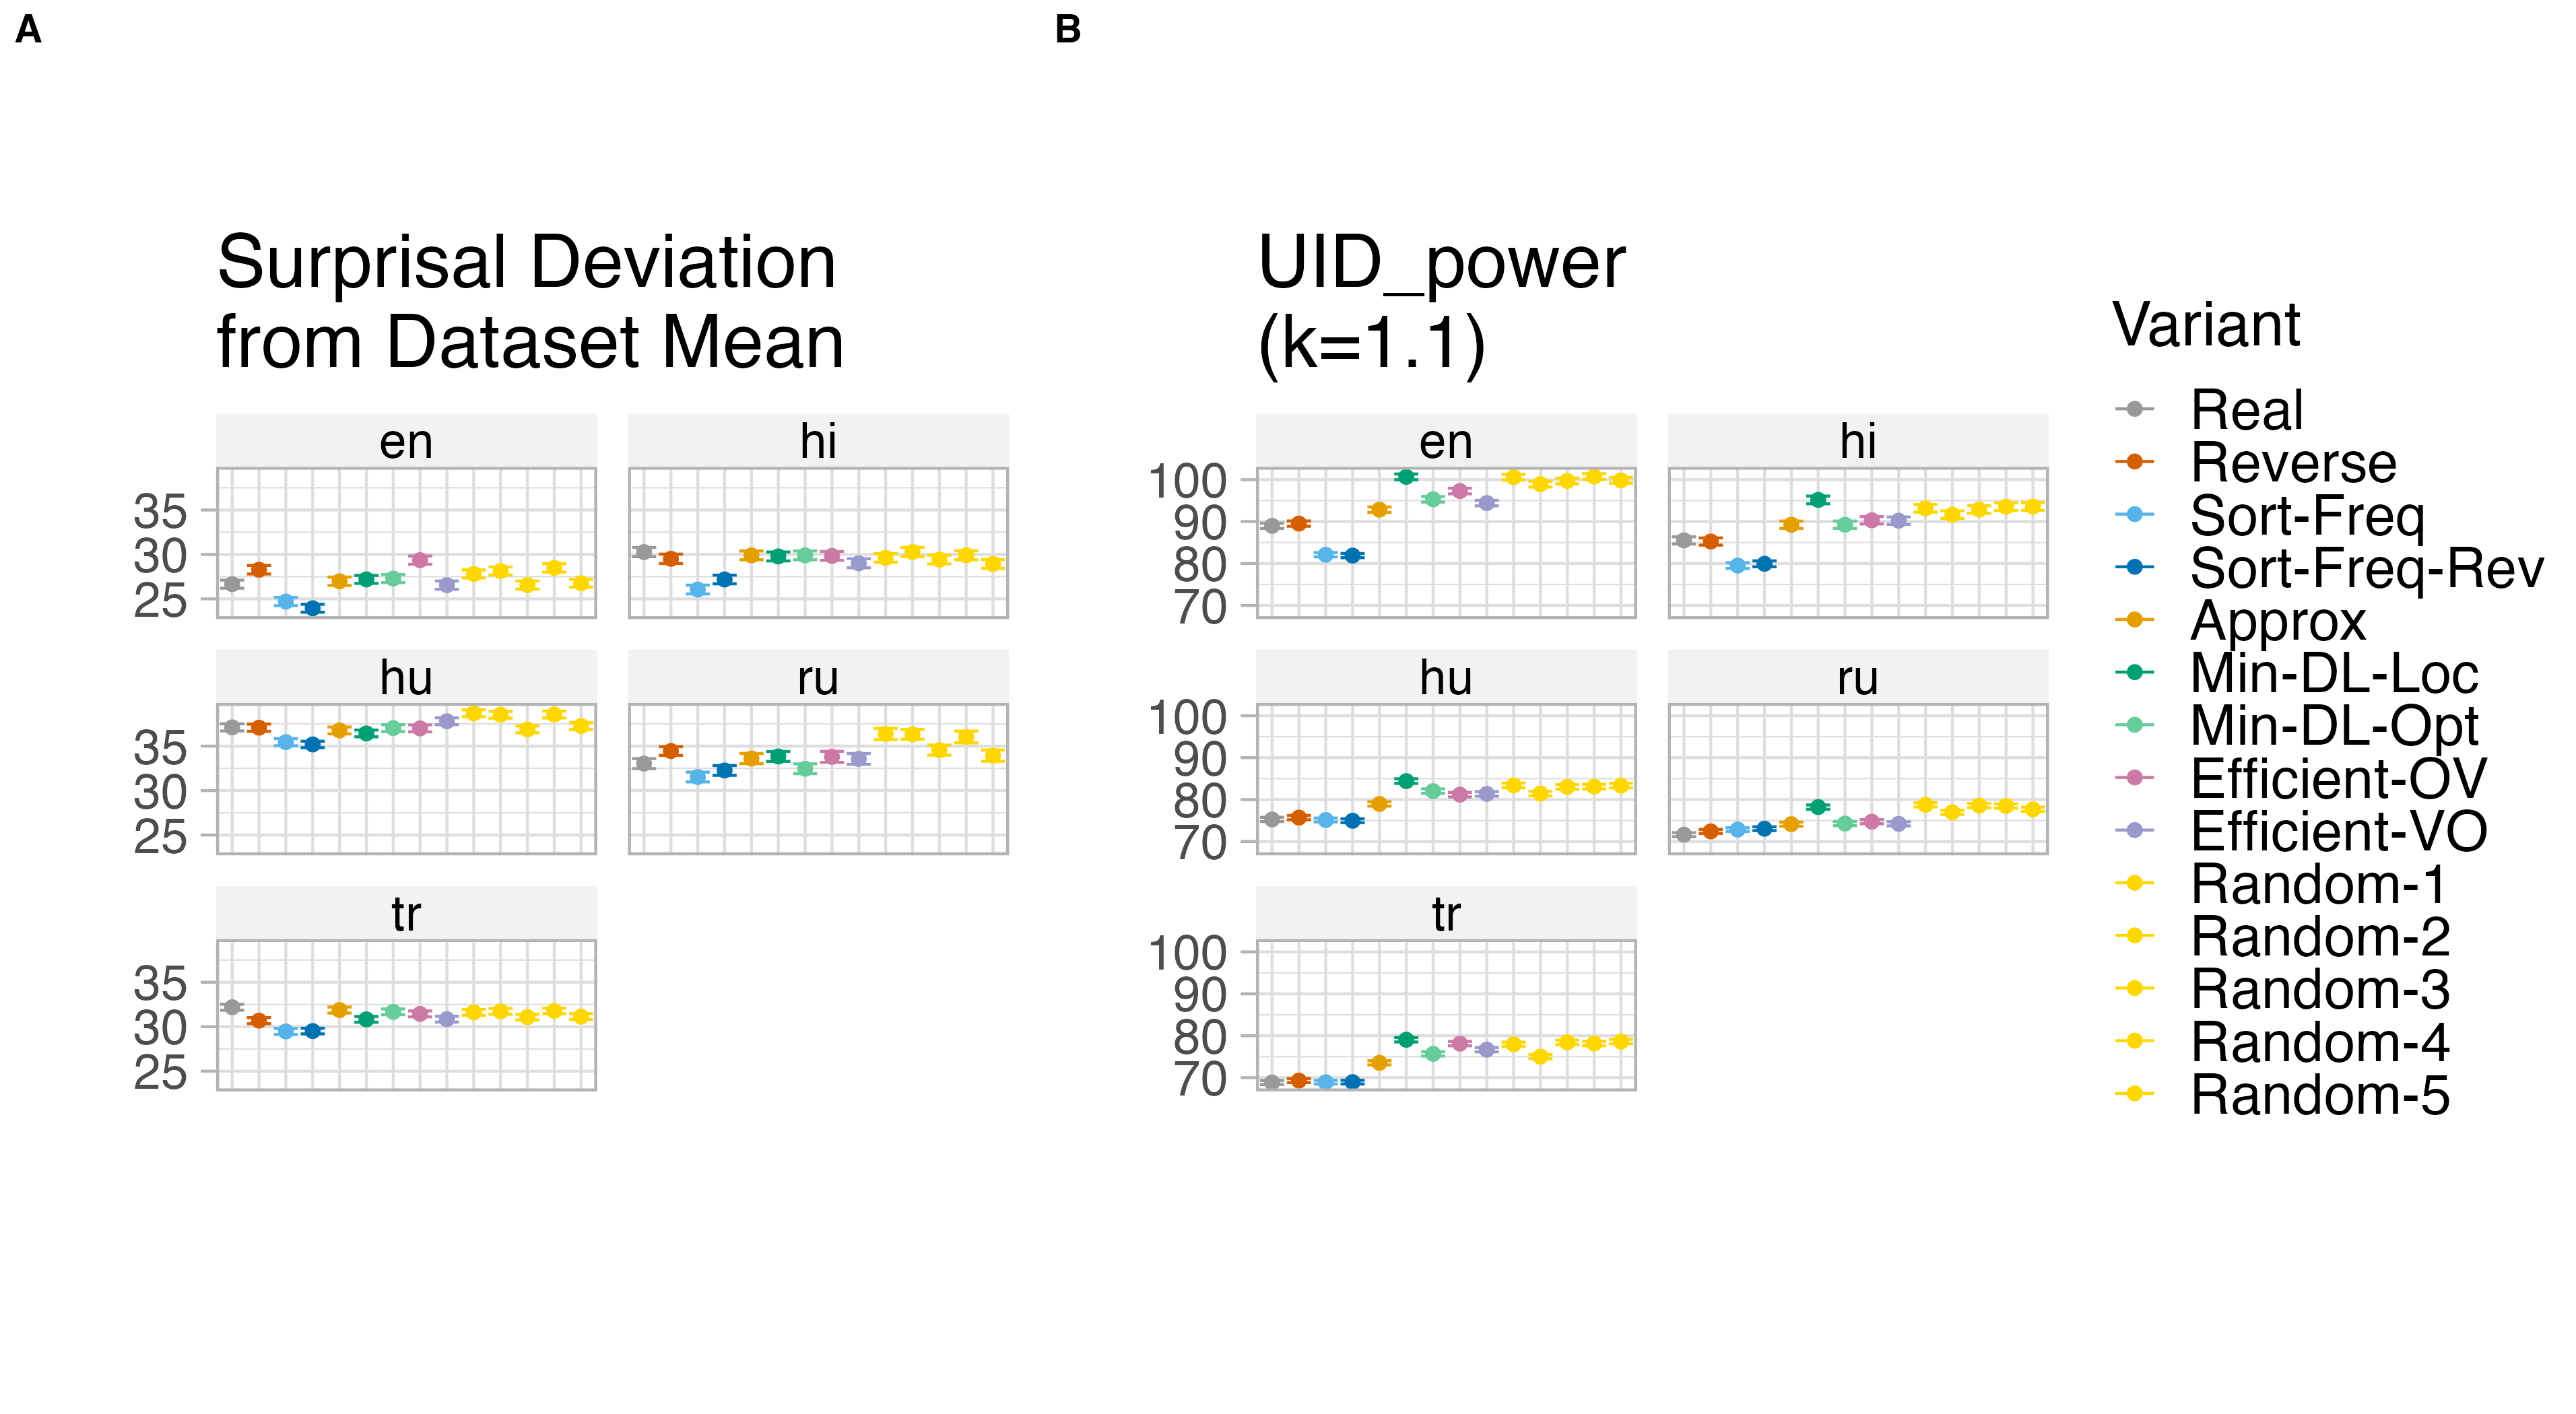 A
B
Surprisal Deviation
from Dataset Mean
en
hi
35
30
25
hu
ru
35
30
25
tr
35
30
25
UID_power
(k=1.1)
en
hi
100
90
80
70
hu
ru
100
90
80
70
tr
100
90
80
70
Variant
Real
Reverse
Sort-Freq
Sort-Freq-Rev
Approx
Min-DL-Loc
Min-DL-Opt
Efficient-OV
Efficient-VO
Random-1
Random-2
Random-3
Random-4
Random-5